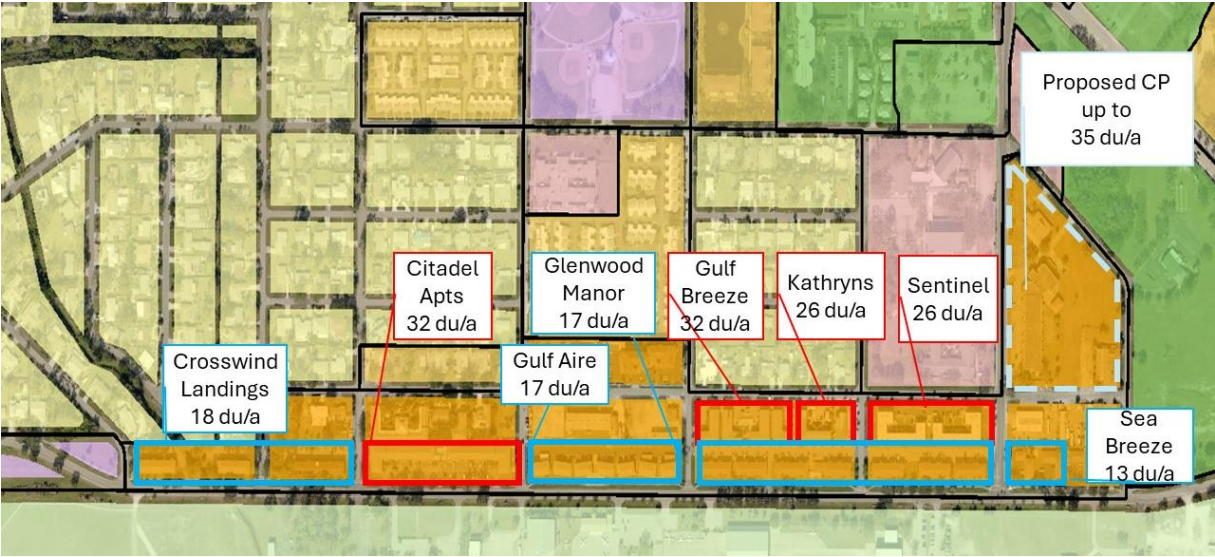 Proposed CP
up to
35 du/a
Citadel
Apts
32 du/a
Glenwood
Manor
17 du/a
Gulf
Breeze
32 du/a
Kathryns
26 du/a
Sentinel
26 du/a
Crosswind
Landings
18 du/a
Gulf Aire
17 du/a
Sea
Breeze
13 du/a